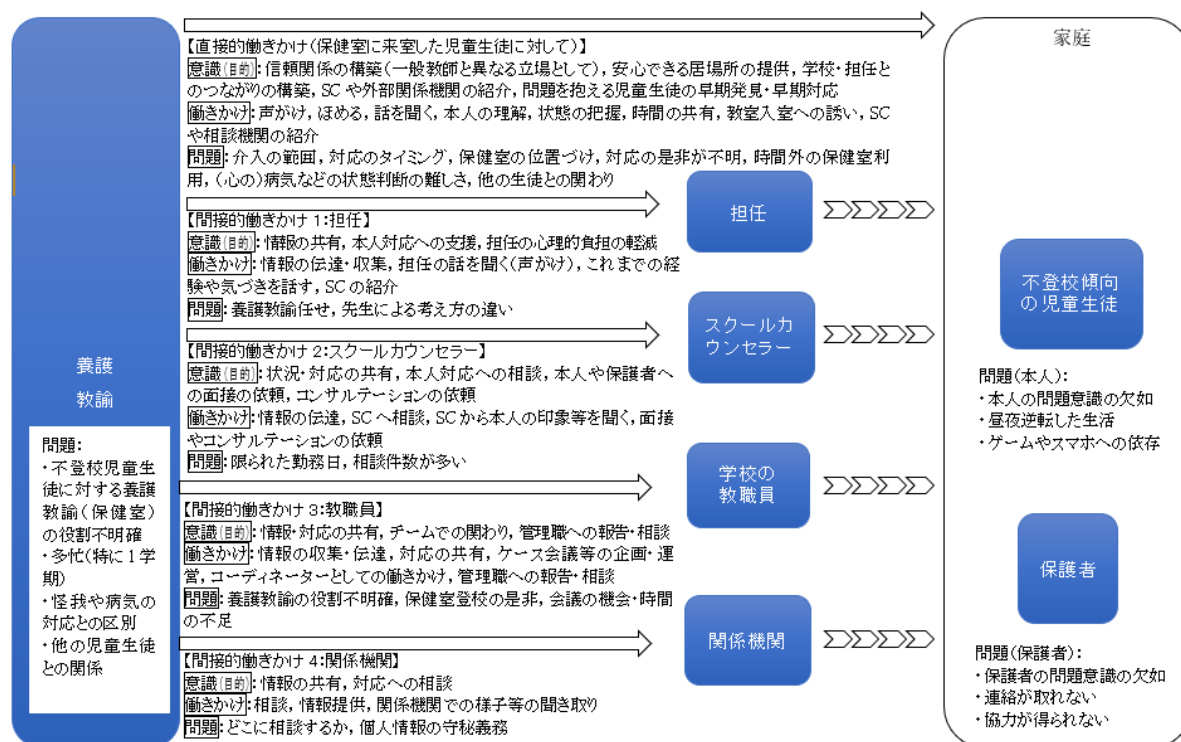 【直接的働きかけ(保健室に来室した児童生徒に対して)】
意識(目的):信頼関係の構築(一般教師と異なる立場として),安心できる居場所の提供,学校・担任と
のつながりの構築,SCや外部関係機関の紹介,問題を抱える児童生徒の早期発見・早期対応
働きかけ:声がけ,ほめる,話を聞く,本人の理解,状態の把握,時間の共有,教室入室への誘い,SC
や相談機関の紹介
問題:介入の範囲,対応のタイミング,保健室の位置づけ,対応の是非が不明,時間外の保健室利
用,(心の)病気などの状態判断の難しさ,他の生徒との関わり
【間接的働きかけ1:担任】
意識(目的):情報の共有,本人対応への支援,担任の心理的負担の軽減
働きかけ:情報の伝達・収集,担任の話を聞く(声がけ),これまでの経
験や気づきを話す,SCの紹介
問題:養護教諭任せ,先生による考え方の違い
【間接的働きかけ2:スクールカウンセラー】
意識(目的):状況・対応の共有,本人対応への相談,本人や保護者へ
の面接の依頼,コンサルテーションの依頼
働きかけ:情報の伝達,SCへ相談,SCから本人の印象等を聞く,面接
やコンサルテーションの依頼
問題:限られた勤務日,相談件数が多い
【間接的働きかけ3:教職員】
意識(目的):情報・対応の共有,チームでの関わり,管理職への報告・相談
働きかけ:情報の収集・伝達,対応の共有,ケース会議等の企画・運
営,コーディネーターとしての働きかけ,管理職への報告・相談
問題:養護教諭の役割不明確,保健室登校の是非,会議の機会・時間
の不足
【間接的働きかけ4:関係機関】
意識(目的):情報の共有,対応への相談
働きかけ:相談,情報提供,関係機関での様子等の聞き取り
問題:どこに相談するか,個人情報の守秘義務
養護
教諭
問題:
・不登校児童生
徒に対する養護
教諭(保健室)
の役割不明確
・多忙(特に1学
期)
・怪我や病気の
対応との区別
・他の児童生徒
との関係
担任
スクールカ
ウンセラー
学校の
教職員
関係機関
家庭
不登校傾向
の児童生徒
問題(本人):
・本人の問題意識の欠如
・昼夜逆転した生活
・ゲームやスマホへの依存
保護者
問題(保護者):
・保護者の問題意識の欠如
・連絡が取れない
・協力が得られない